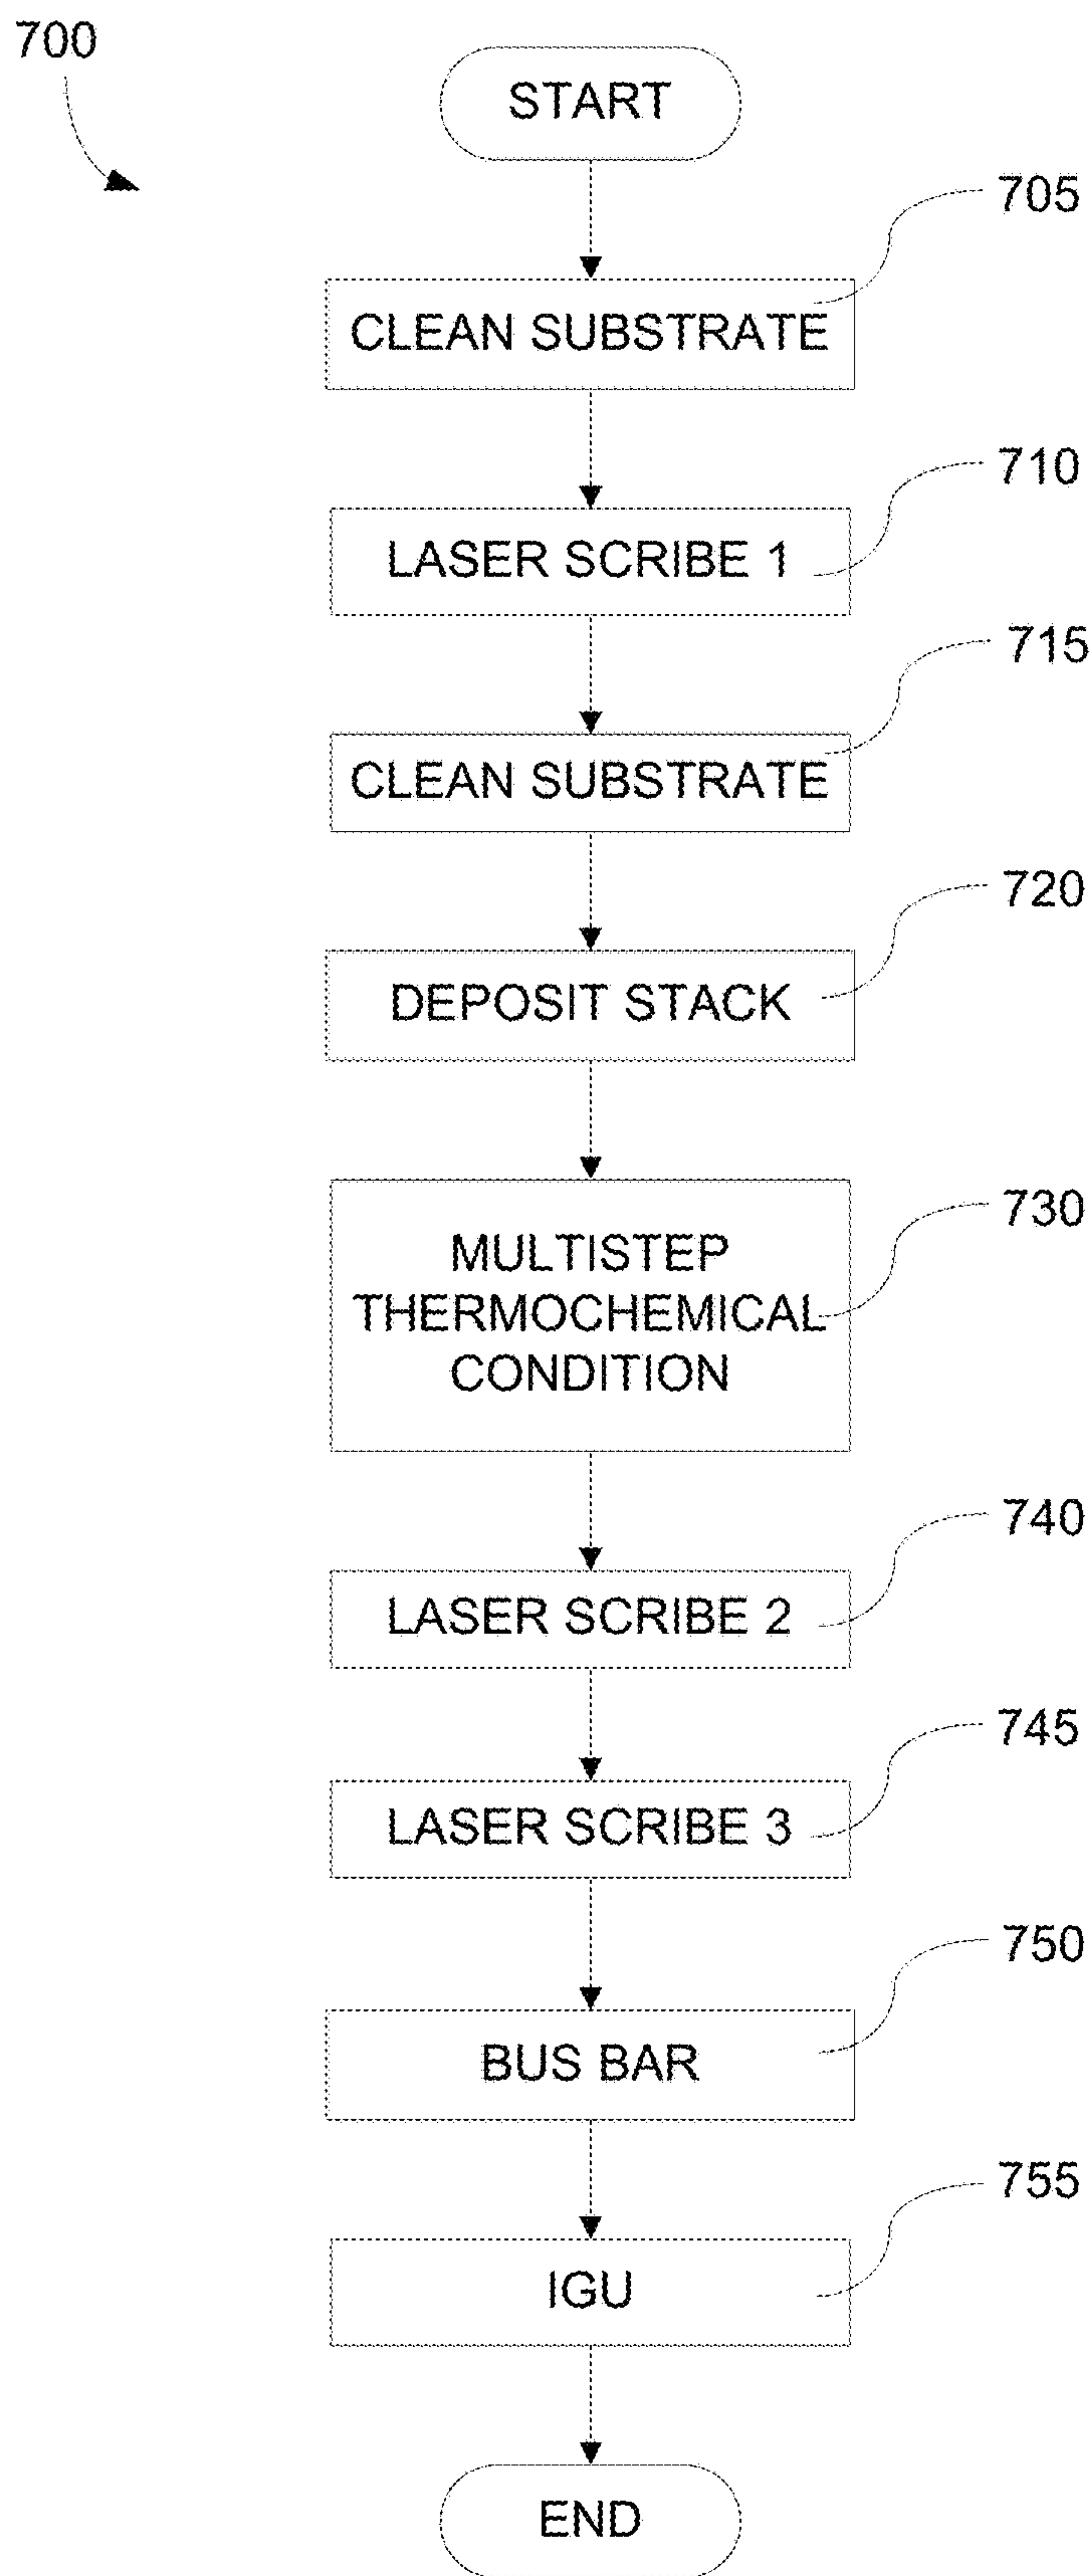 700
START
705
CLEAN SUBSTRATE
710
LASER SCRIBE 1
715
CLEAN SUBSTRATE
720
DEPOSIT STACK
730
MULTISTEP
THERMOCHEMICAL
CONDITION
740
LASER SCRIBE 2
745
LASER SCRIBE 3
750
BUS BAR
755
IGU
END